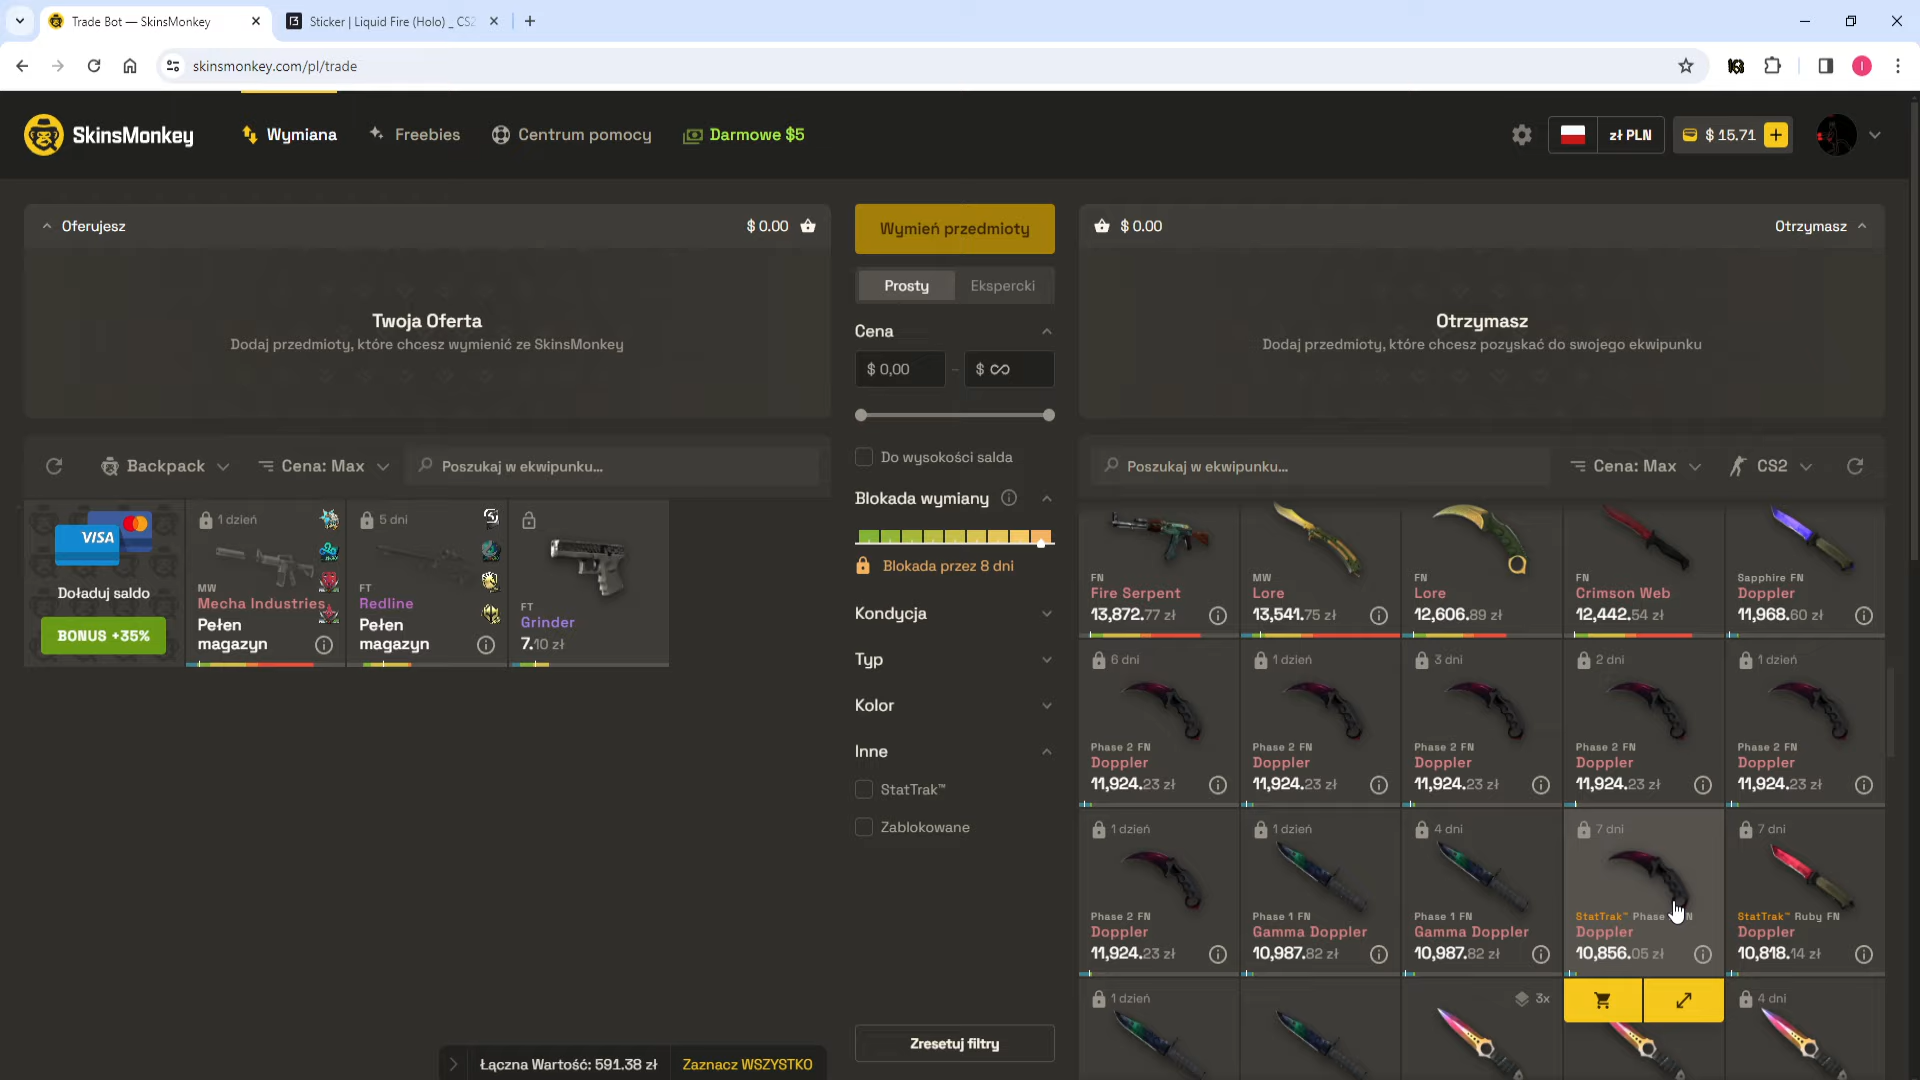 Trade Bot — SkinsMonkey
Sticker | Liquid Fire (Holo) _ CS2
skinsmonkey.com/pl/trade
SkinsMonkey
Wymiana
Freebies
Centrum pomocy
Darmowe $5
zł PLN
$ 15.71
Oferujesz
$ 0.00
Twoja Oferta
Dodaj przedmioty, które chcesz wymienić ze SkinsMonkey
Backpack
Cena: Max
Poszukaj w ekwipunku...
VISA
Doładuj saldo
BONUS +35%
1 dzień
MW
Mecha Industries
Pełen
magazyn
5 dni
FT
Redline
Pełen
magazyn
FT
Grinder
7.10 zł
Łączna Wartość: 591.38 zł
Zaznacz WSZYSTKO
Wymień przedmioty
Prosty
Ekspercki
Cena
$ 0,00
–
$ ∞
Do wysokości salda
Blokada wymiany
Blokada przez 8 dni
Kondycja
Typ
Kolor
Inne
StatTrak™
Zablokowane
Zresetuj filtry
$ 0.00
Otrzymasz
Otrzymasz
Dodaj przedmioty, które chcesz pozyskać do swojego ekwipunku
Poszukaj w ekwipunku...
Cena: Max
CS2
FN
Fire Serpent
13,872.77 zł
MW
Lore
13,541.75 zł
FN
Lore
12,606.89 zł
FN
Crimson Web
12,442.54 zł
Sapphire FN
Doppler
11,968.60 zł
6 dni
Phase 2 FN
Doppler
11,924.23 zł
1 dzień
Phase 2 FN
Doppler
11,924.23 zł
3 dni
Phase 2 FN
Doppler
11,924.23 zł
2 dni
Phase 2 FN
Doppler
11,924.23 zł
1 dzień
Phase 2 FN
Doppler
11,924.23 zł
1 dzień
Phase 2 FN
Doppler
11,924.23 zł
1 dzień
Phase 1 FN
Gamma Doppler
10,987.82 zł
4 dni
Phase 1 FN
Gamma Doppler
10,987.82 zł
7 dni
StatTrak™ Phase
Doppler
10,856.05 zł
7 dni
StatTrak™ Ruby FN
Doppler
10,818.14 zł
1 dzień
3x
4 dni